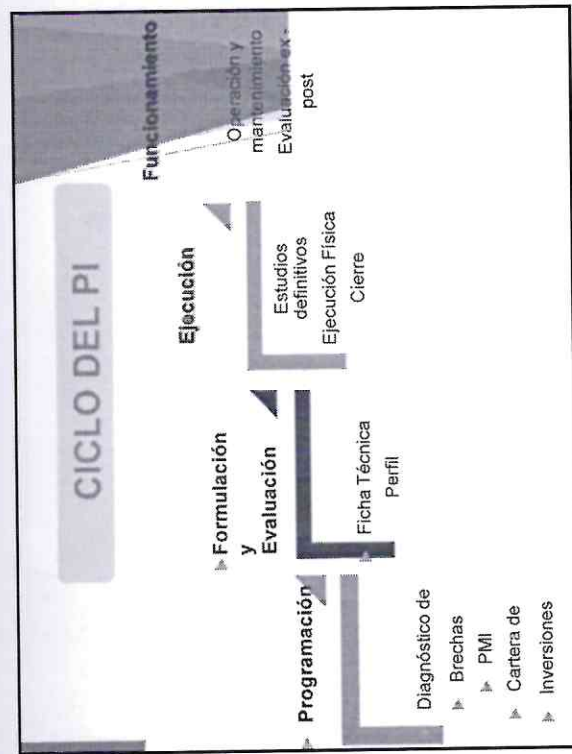 CICLO DEL PI
Programación
Diagnóstico de
Brechas
PMI
Cartera de
Inversiones
Formulación
y
Evaluación
Ficha Técnica
Perfil
Ejecución
Estudios
definitivos
Ejecución Física
Cierre
Funcionamiento
Operación y
mantenimiento
Evaluación ex -
post